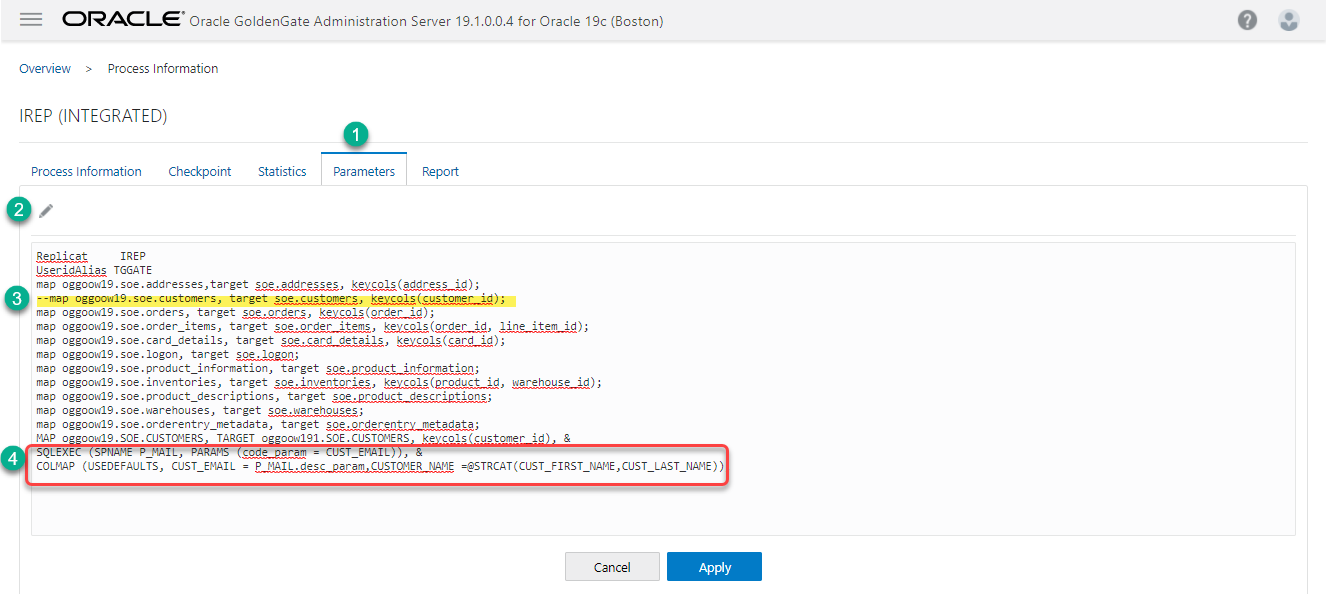 ORACLE® Oracle GoldenGate Administration Server 19.1.0.0.4 for Oracle 19c (Boston)
Overview > Process Information
IREP (INTEGRATED)
1
Process Information Checkpoint Statistics Parameters Report
2
Replicat IREP
UseridAlias TGGATE
map oggoow19.soe.addresses,target soe.addresses, keycols(address_id);
3 --map oggoow19.soe.customers, target soe.customers, keycols(customer_id);
map oggoow19.soe.orders, target soe.orders, keycols(order_id);
map oggoow19.soe.order_items, target soe.order_items, keycols(order_id, line_item_id);
map oggoow19.soe.card_details, target soe.card_details, keycols(card_id);
map oggoow19.soe.logon, target soe.logon;
map oggoow19.soe.product_information, target soe.product_information;
map oggoow19.soe.inventories, target soe.inventories, keycols(product_id, warehouse_id);
map oggoow19.soe.product_descriptions, target soe.product_descriptions;
map oggoow19.soe.warehouses, target soe.warehouses;
map oggoow19.soe.orderentry_metadata, target soe.orderentry_metadata;
MAP oggoow19.SOE.CUSTOMERS, TARGET oggoow191.SOE.CUSTOMERS, keycols(customer_id), &
4 SQLEXEC (SPNAME P_MAIL, PARAMS (code_param = CUST_EMAIL)), &
COLMAP (USEDEFAULTS, CUST_EMAIL = P_MAIL.desc_param,CUSTOMER_NAME =@STRCAT(CUST_FIRST_NAME,CUST_LAST_NAME))
Cancel Apply